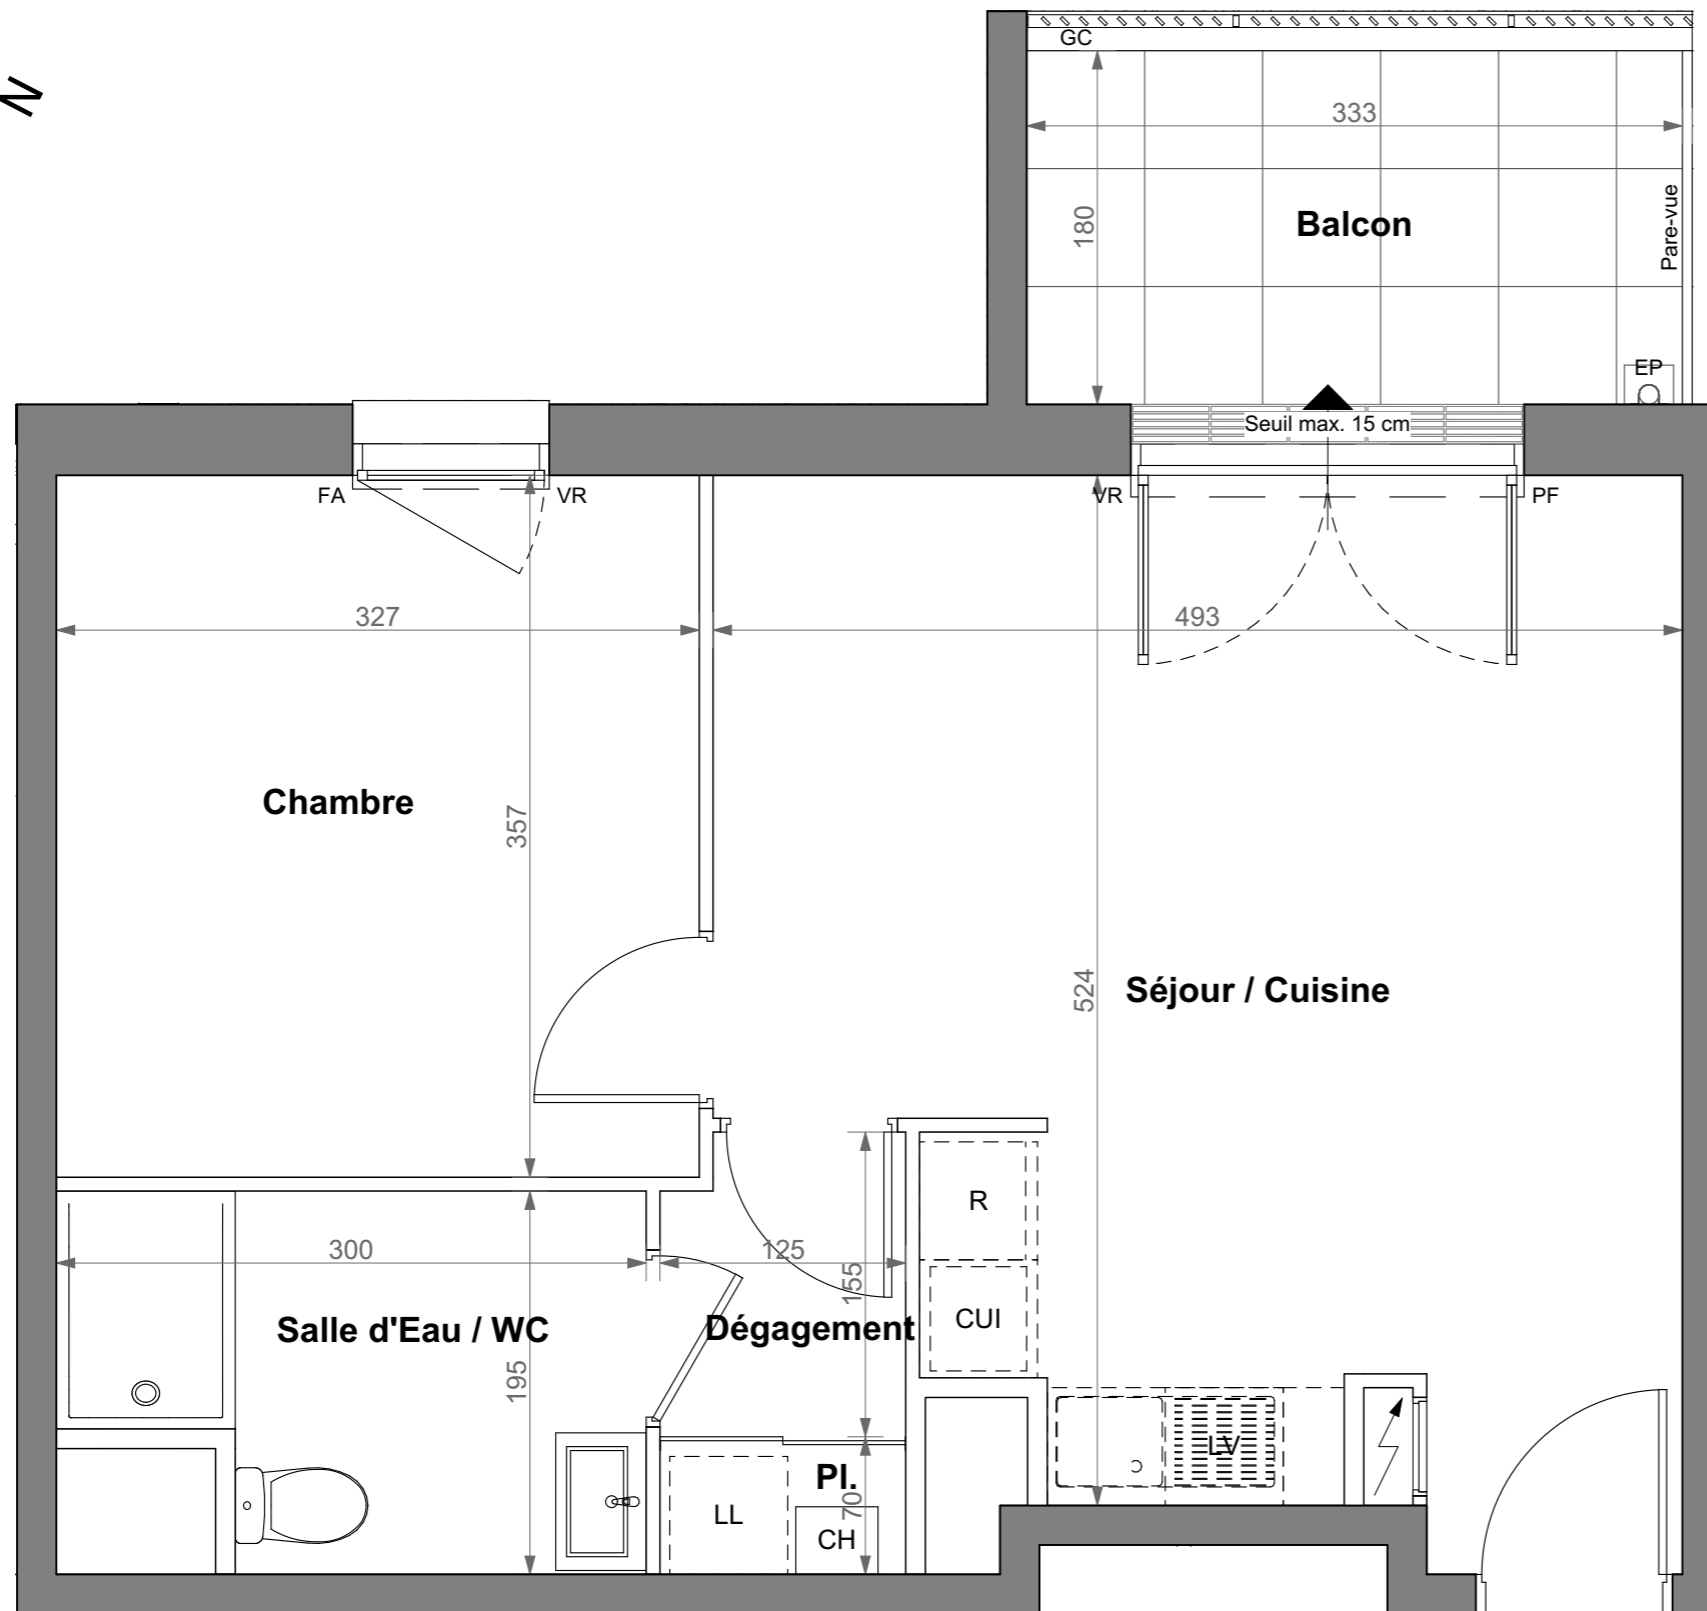 N
GC
333
180
Balcon
Pare-vue
EP
Seuil max. 15 cm
FA
VR
VR
PF
327
493
Chambre
357
524
Séjour / Cuisine
R
300
125
155
CUI
Salle d'Eau / WC
Dégagement
195
LV
Pl.
70
LL
CH